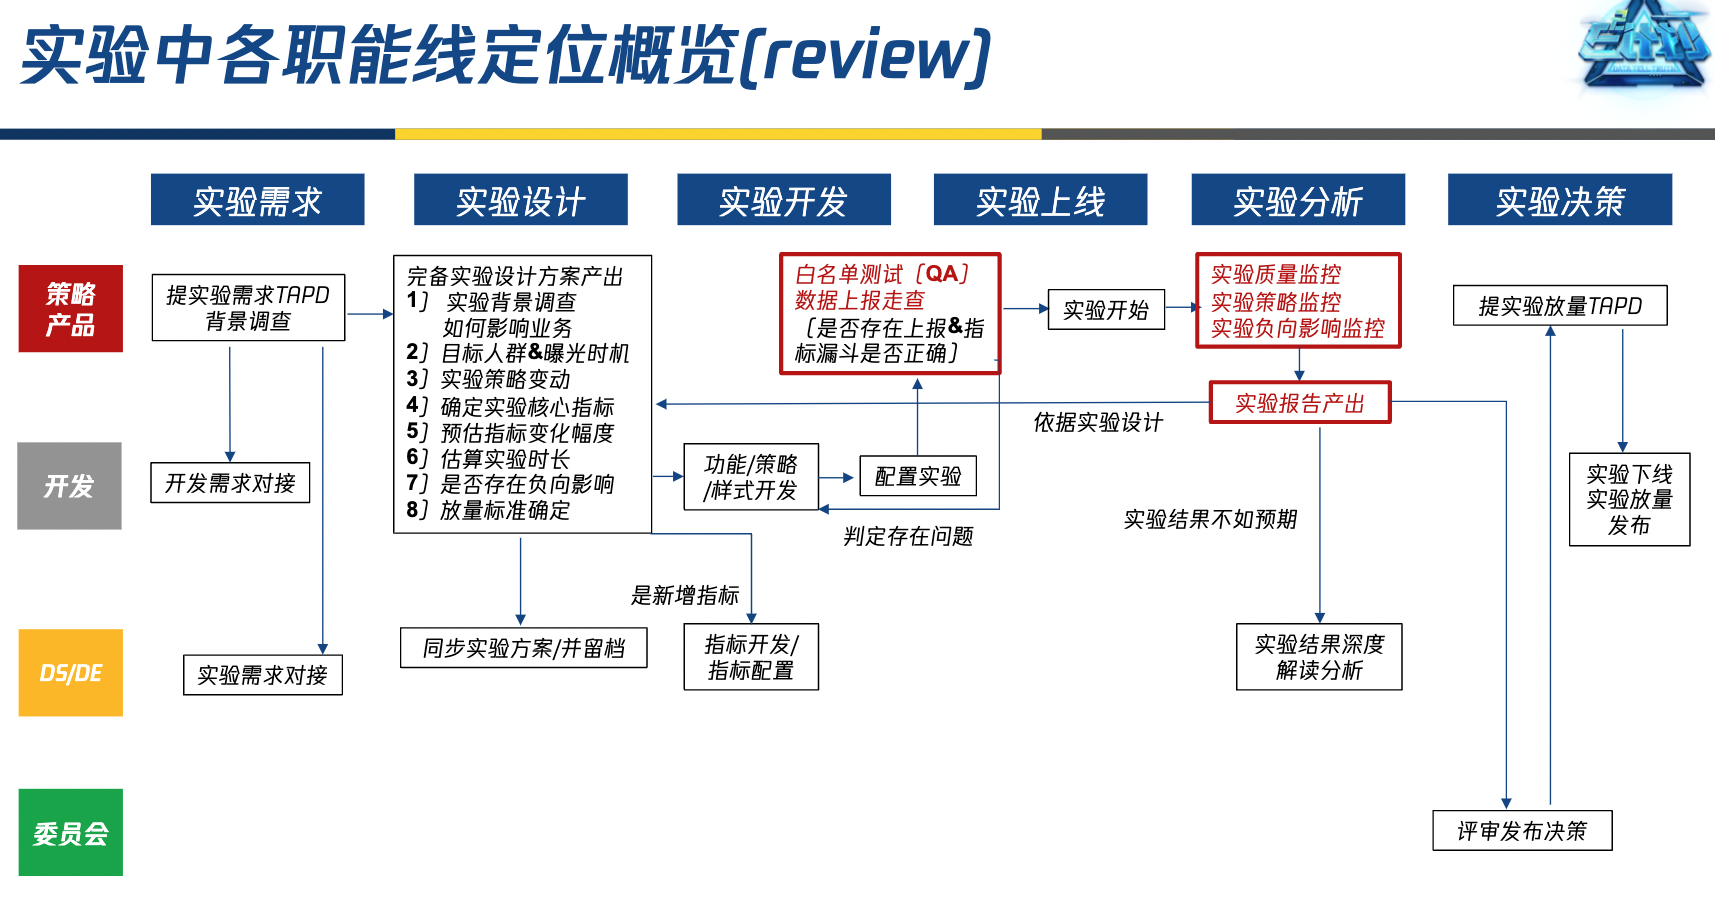 实验中各职能线定位概览(review)
DATA TELL TRUTH
实验需求
实验设计
实验开发
实验上线
实验分析
实验决策
策略
产品
提实验需求TAPD
背景调查
完备实验设计方案产出
1） 实验背景调查
如何影响业务
2）目标人群&曝光时机
3）实验策略变动
4）确定实验核心指标
5）预估指标变化幅度
6）估算实验时长
7）是否存在负向影响
8）放量标准确定
白名单测试（QA）
数据上报走查
（是否存在上报&指
标漏斗是否正确）
实验开始
实验质量监控
实验策略监控
实验负向影响监控
提实验放量TAPD
实验报告产出
依据实验设计
开发
开发需求对接
功能/策略
/样式开发
配置实验
判定存在问题
实验结果不如预期
实验下线
实验放量
发布
是新增指标
DS/DE
实验需求对接
同步实验方案/并留档
指标开发/
指标配置
实验结果深度
解读分析
委员会
评审发布决策